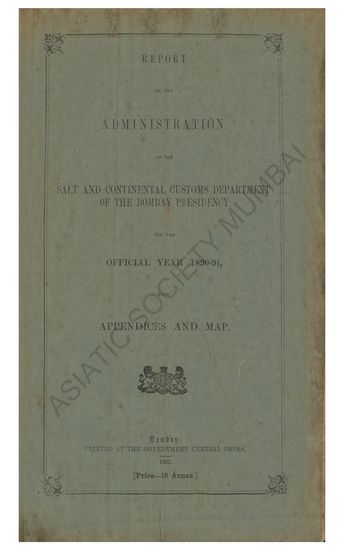 REPORT
ON THE
ADMINISTRATION
OF THE
SALT AND CONTINENTAL CUSTOMS DEPARTMENT
OF THE BOMBAY PRESIDENCY
FOR THE
OFFICIAL YEAR 1890-91,
WITH
APPENDICES AND MAP.
ASIATIC SOCIETY MUMBAI
Bombay:
PRINTED AT THE GOVERNMENT CENTRAL PRESS.
1892.
[Price—10 Annas.]